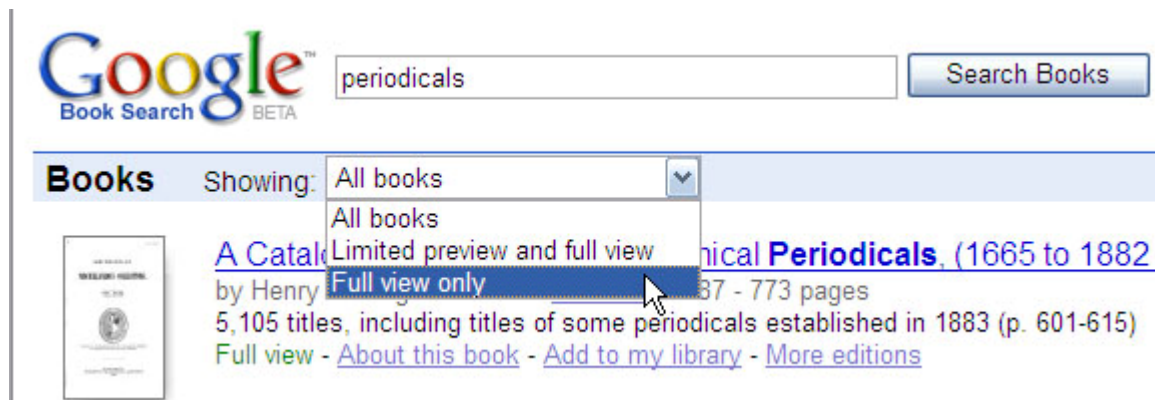 Google™
Book Search BETA
periodicals
Search Books
Books Showing: All books
All books
Limited preview and full view
Full view only
A Catal nical Periodicals, (1665 to 1882
by Henry 87 - 773 pages
5,105 titles, including titles of some periodicals established in 1883 (p. 601-615)
Full view - About this book - Add to my library - More editions